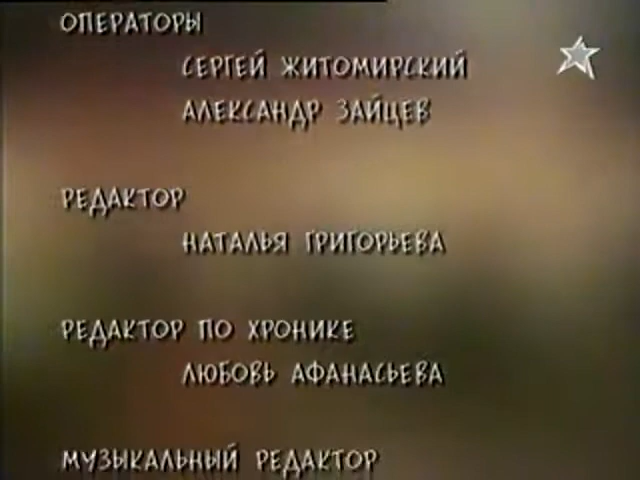 ОПЕРАТОРЫ
СЕРГЕЙ ЖИТОМИРСКИЙ
АЛЕКСАНДР ЗАЙЦЕВ
РЕДАКТОР
НАТАЛЬЯ ГРИГОРЬЕВА
РЕДАКТОР ПО ХРОНИКЕ
ЛЮБОВЬ АФАНАСЬЕВА
МУЗЫКАЛЬНЫЙ РЕДАКТОР